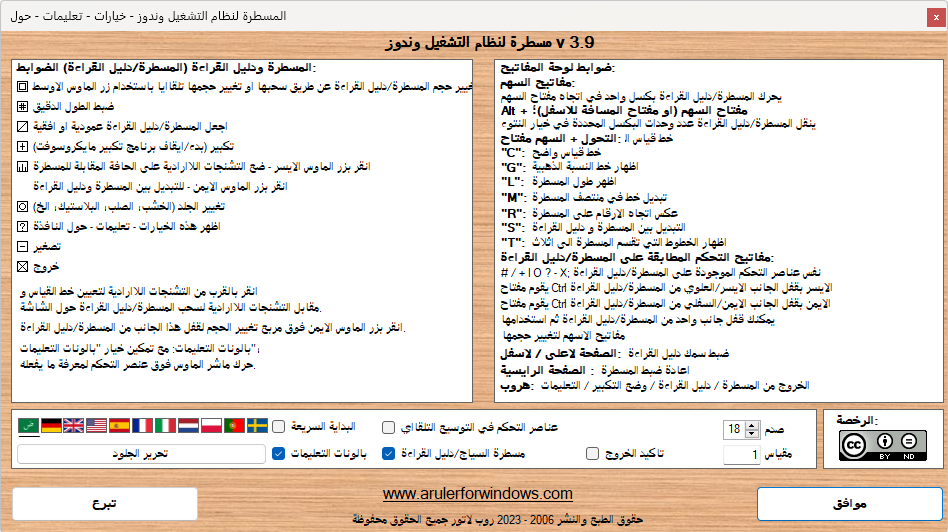 المسطرة لنظام التشغيل وندوز - خيارات - تعليمات - حول
مسطرة لنظام التشغيل وندوز v 3.9
المسطرة ودليل القراءة (المسطرة/دليل القراءة) الضوابط:
تغيير حجم المسطرة/دليل القراءة عن طريق سحبها او تغيير حجمها تلقاﺋيا باستخدام زر الماوس الاوسط
ضبط الطول الدقيق
اجعل المسطرة/دليل القراءة عمودية او افقية
تكبير (بدء/ايقاف برنامج تكبير مايكروسوفت)
انقر بزر الماوس الايسر - ضع التشنجات اللاارادية على الحافة المقابلة للمسطرة
انقر بزر الماوس الايمن - للتبديل بين المسطرة ودليل القراءة
تغيير الجلد (الخشب، الصلب، البلاستيك، الخ)
اظهر هذه الخيارات - تعليمات - حول النافذة
تصغير
خروج
انقر بالقرب من التشنجات اللاارادية لتعيين خط القياس و
مقابل التشنجات اللاارادية لسحب المسطرة/دليل القراءة حول الشاشة.
انقر بزر الماوس الايمن فوق مربع تغيير الحجم لقفل هذا الجانب من المسطرة/دليل القراءة.
"بالونات التعليمات: مع تمكين خيار "بالونات التعليمات،
حرك ماشر الماوس فوق عنصر التحكم لمعرفة ما يفعله.
ضوابط لوحة المفاتيح:
مفاتيح السهم:
يحرك المسطرة/دليل القراءة بكسل واحد في اتجاه مفتاح السهم
Alt + مفتاح السهم (او مفتاح المسافة للاسفل)؛
ينقل المسطرة/دليل القراءة عدد وحدات البكسل المحددة في خيار النتوء
خط قياس ال: التحول + السهم مفتاح
"C": خط قياس واضح
"G": اظهار خط النسبة الذهبية
"L": اظهر طول المسطرة
"M": تبديل خط في منتصف المسطرة
"R": عكس اتجاه الارقام على المسطرة
"S": التبديل بين المسطرة و دليل القراءة
"T": اظهار الخطوط التي تقسم المسطرة الى اثلاث
مفاتيح التحكم المطابقة على المسطرة/دليل القراءة:
# / + I O ? - X; نفس عناصر التحكم الموجودة على المسطرة/دليل القراءة
الايسر بقفل الجانب الايسر/العلوي من المسطرة/دليل القراءة Ctrl يقوم مفتاح
الايمن بقفل الجانب الايمن/السفلي من المسطرة/دليل القراءة Ctrl يقوم مفتاح
يمكنك قفل جانب واحد من المسطرة/دليل القراءة ثم استخدامها
مفاتيح الاسهم لتغيير حجمها
الصفحة لاعلى / لاسفل: ضبط سمك دليل القراءة
الصفحة الرايسية : اعادة ضبط المسطرة
هروب: الخروج من المسطرة / دليل القراءة / وضع التكبير / التعليمات
ض
البداية السريعة
عناصر التحكم في التوسيع التلقاﺋي
صدم 18
تحرير الجلود
بالونات التعليمات
مسطرة السياج/دليل القراءة
تاكيد الخروج
مقياس 1
الرخصة:
cc BY ND
تبرع
www.arulerforwindows.com
حقوق الطبع والنشر 2006 - 2023 روب لاتور جميع الحقوق محفوظة
موافق